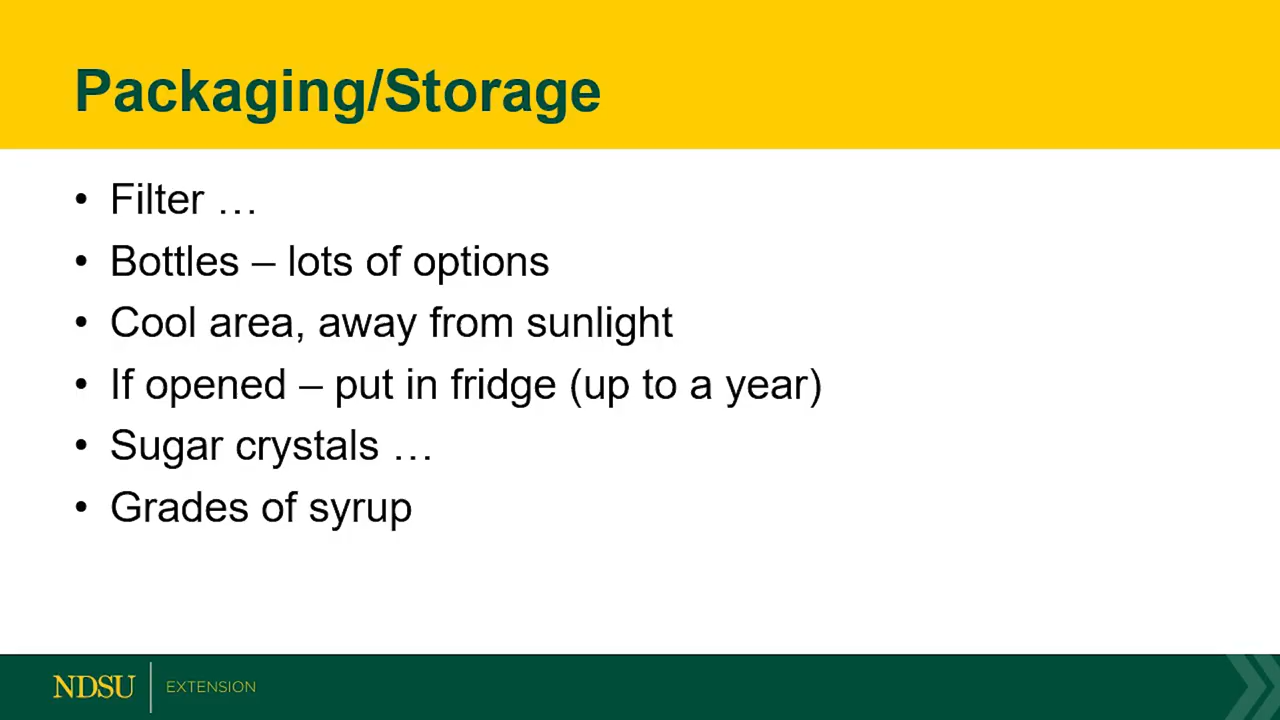 Packaging/Storage
• Filter …
• Bottles – lots of options
• Cool area, away from sunlight
• If opened – put in fridge (up to a year)
• Sugar crystals …
• Grades of syrup
NDSU EXTENSION